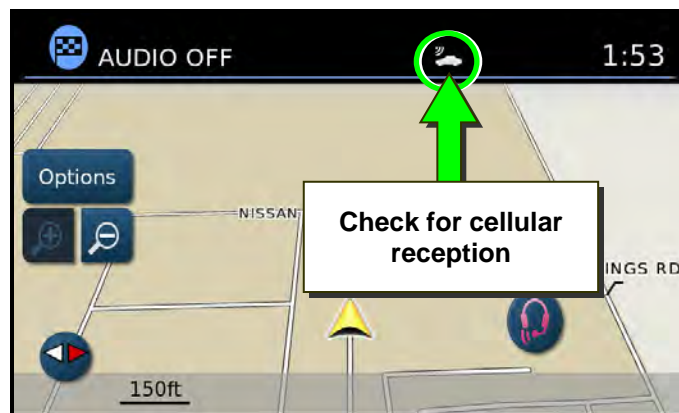 AUDIO OFF
1:53
Options
NISSAN
Check for cellular
reception
INGS RD
150ft